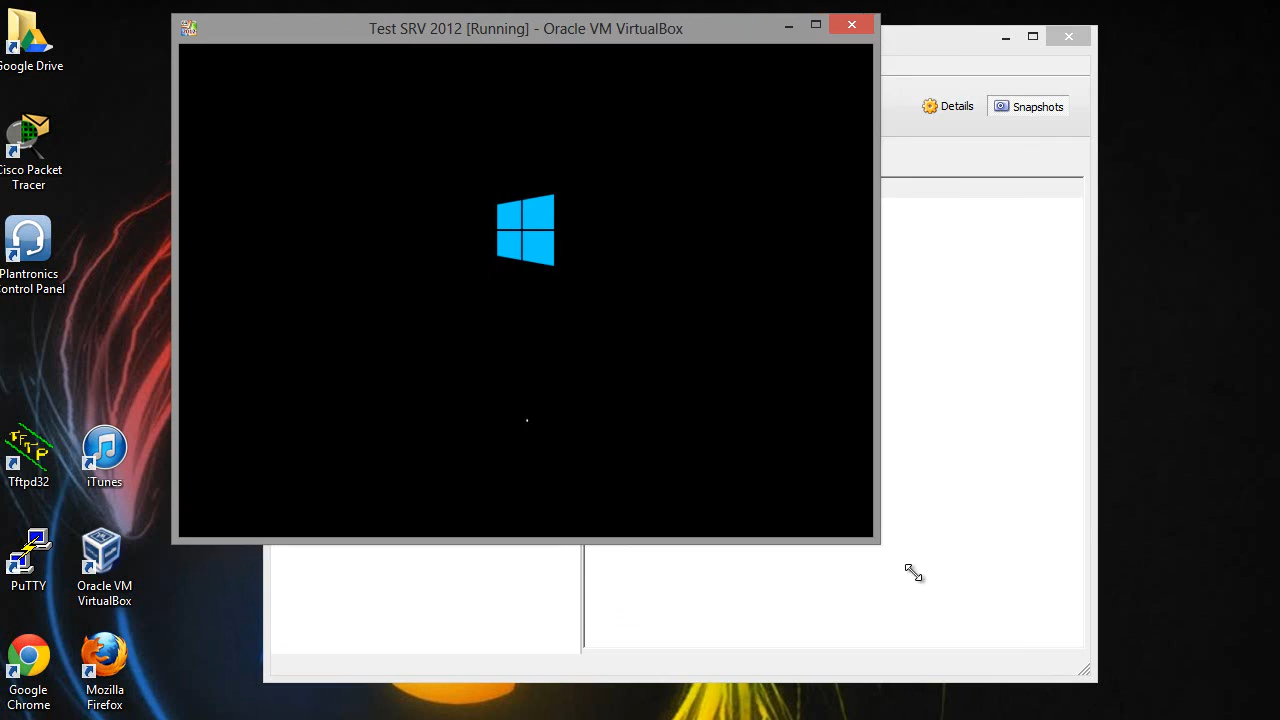 Test SRV 2012 [Running] - Oracle VM VirtualBox
Details
Snapshots
Google Drive
Cisco Packet
Tracer
Plantronics
Control Panel
Tftpd32
iTunes
PuTTY
Oracle VM
VirtualBox
Google
Chrome
Mozilla
Firefox